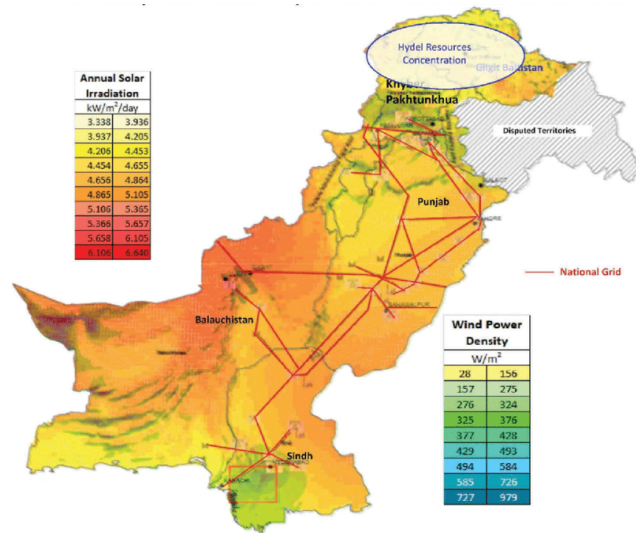 Hydel Resources
Concentration
Gilgit Baltistan
Khyber
Pakhtunkhua
Disputed Territories
Annual Solar
Irradiation
kW/m²/day
3.338 3.936
3.937 4.205
4.206 4.453
4.454 4.655
4.656 4.864
4.865 5.105
5.106 5.365
5.366 5.657
5.658 6.105
6.106 6.640
Punjab
National Grid
Balauchistan
Wind Power
Density
W/m²
28 156
157 275
276 324
325 376
377 428
429 493
494 584
585 726
727 979
Sindh
KARACHI